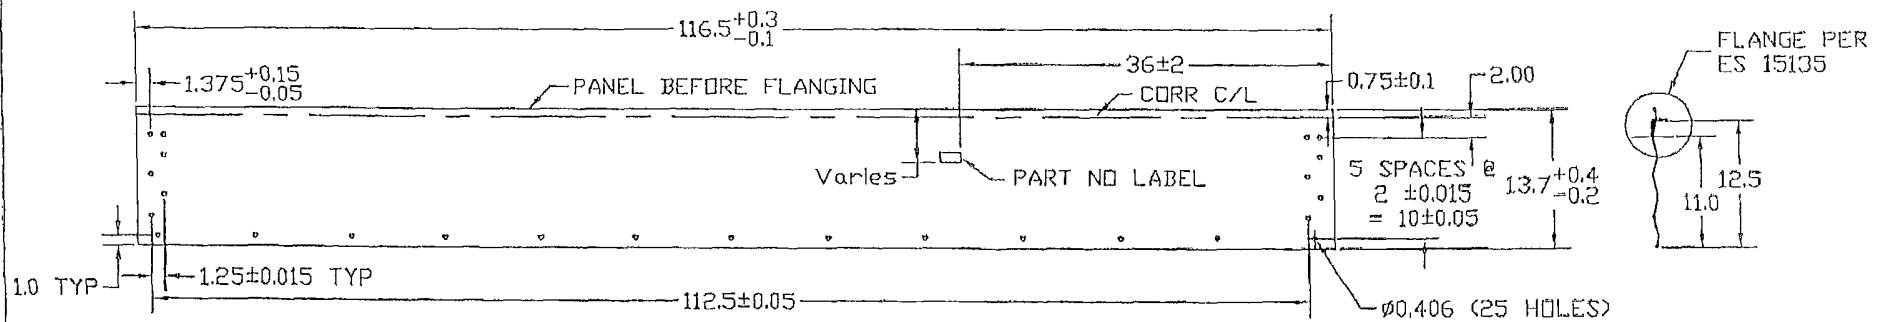 116.5+0.3
-0.1
FLANGE PER
ES 15135
36±2
1.375+0.15
-0.05
PANEL BEFORE FLANGING
CORR C/L
0.75±0.1
2.00
Varies
PART NO LABEL
5 SPACES @
2 ±0.015
= 10±0.05
13.7+0.4
-0.2
11.0
12.5
1.0 TYP
1.25±0.015 TYP
112.5±0.05
ø0.406 (25 HOLES)